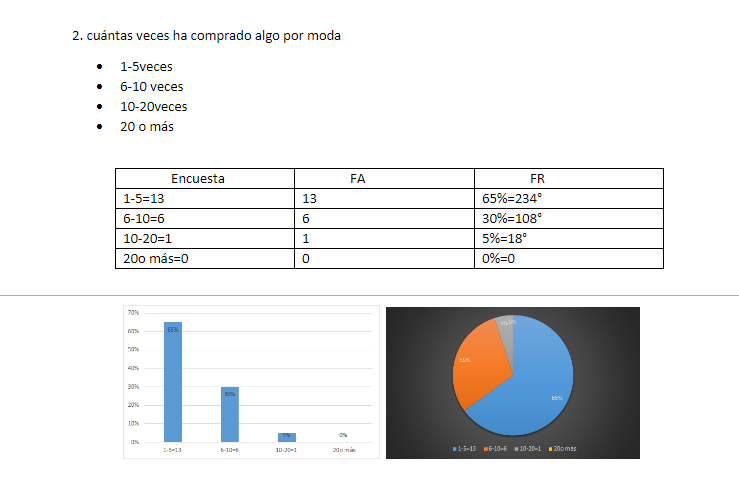 2. cuántas veces ha comprado algo por moda
• 1-5veces
• 6-10 veces
• 10-20veces
• 20 o más
Encuesta FA FR
1-5=13 13 65%=234°
6-10=6 6 30%=108°
10-20=1 1 5%=18°
20o más=0 0 0%=0
70%
60%
50%
40%
30%
20%
10%
0%
65%
30%
5%
0%
1-5=13 6-10=6 10-20=1 20o más
5% 0%
65%
1-5=13 6-10=6 10-20=1 20o más